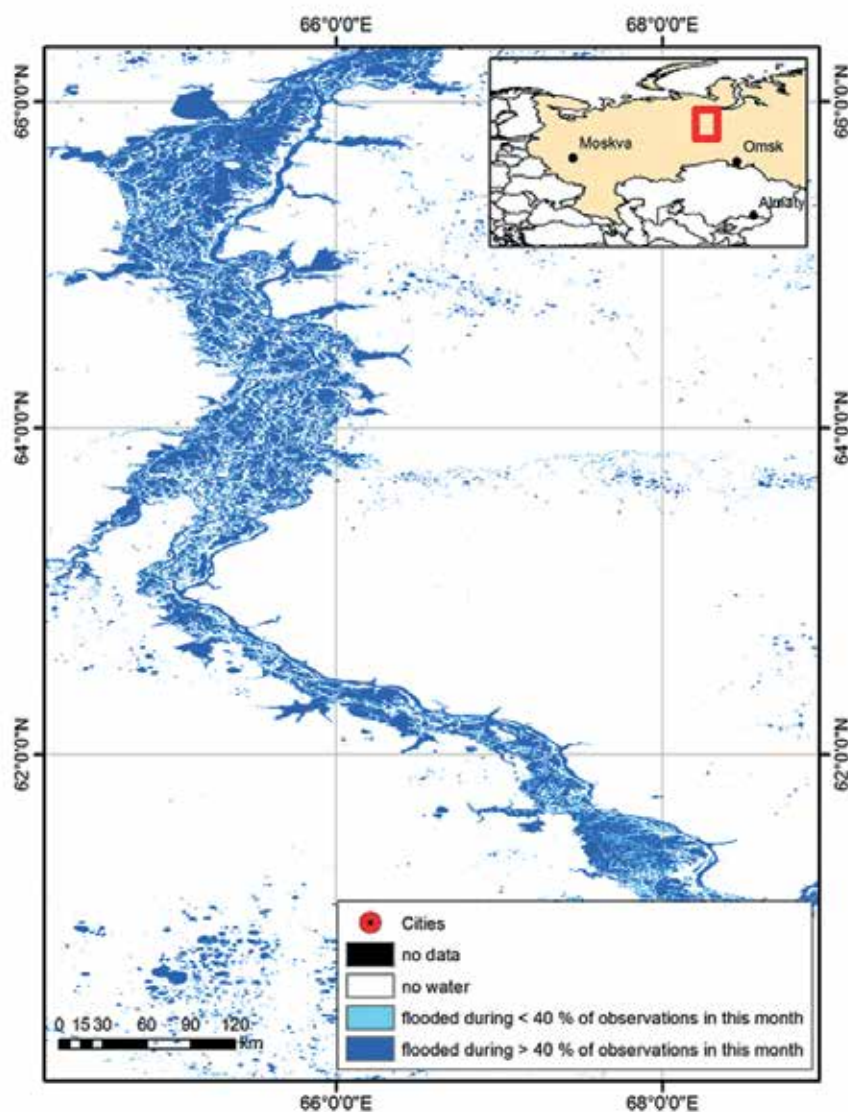 66°0'0"E 68°0'0"E
66°0'0"N 66°0'0"N
Moskva
Omsk
Almaty
64°0'0"N 64°0'0"N
62°0'0"N 62°0'0"N
Cities
no data
no water
flooded during < 40 % of observations in this month
flooded during > 40 % of observations in this month
0 15 30 60 90 120
km
66°0'0"E 68°0'0"E